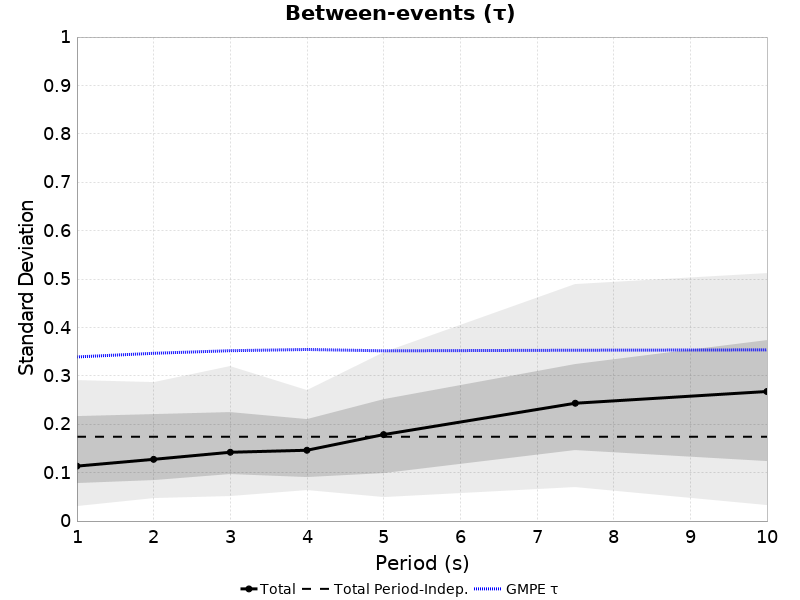 Between-events (τ)
1
0.9
0.8
0.7
0.6
0.5
0.4
0.3
0.2
0.1
0
Standard Deviation
1 2 3 4 5 6 7 8 9 10
Period (s)
Total Total Period-Indep. GMPE τ